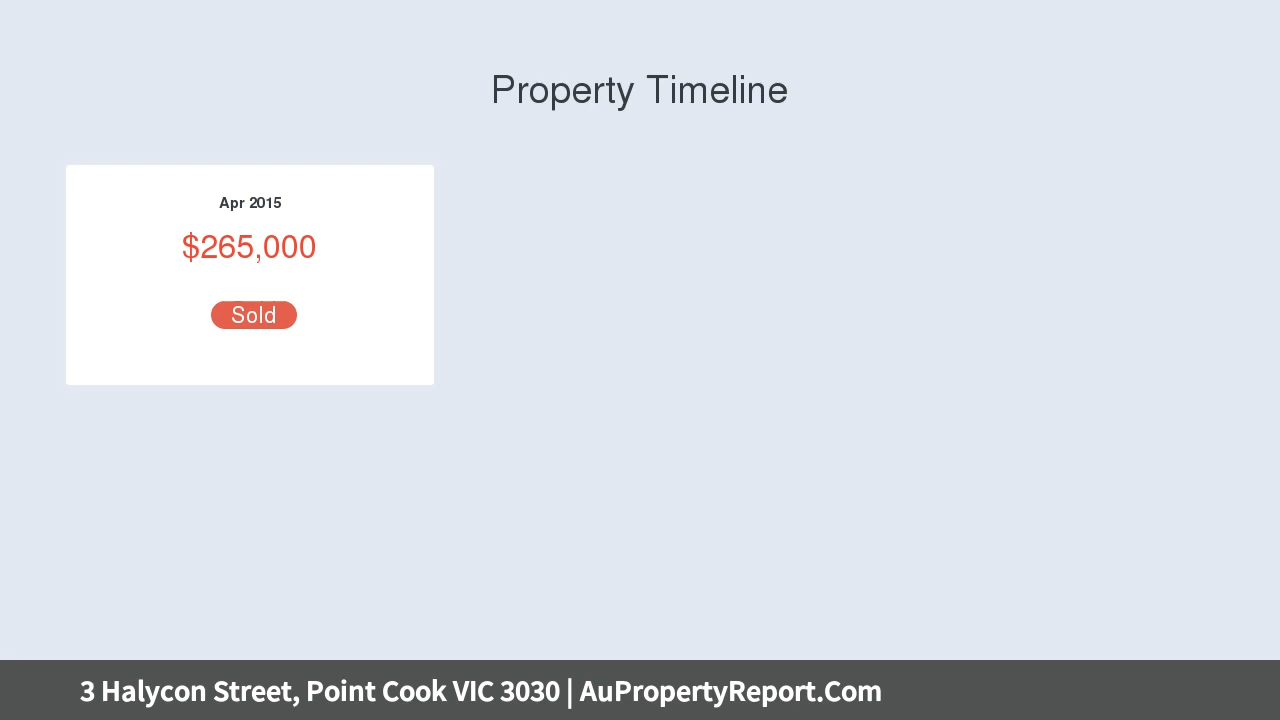 Property Timeline
Apr 2015
$265,000
Sold
3 Halycon Street, Point Cook VIC 3030 | AuPropertyReport.Com